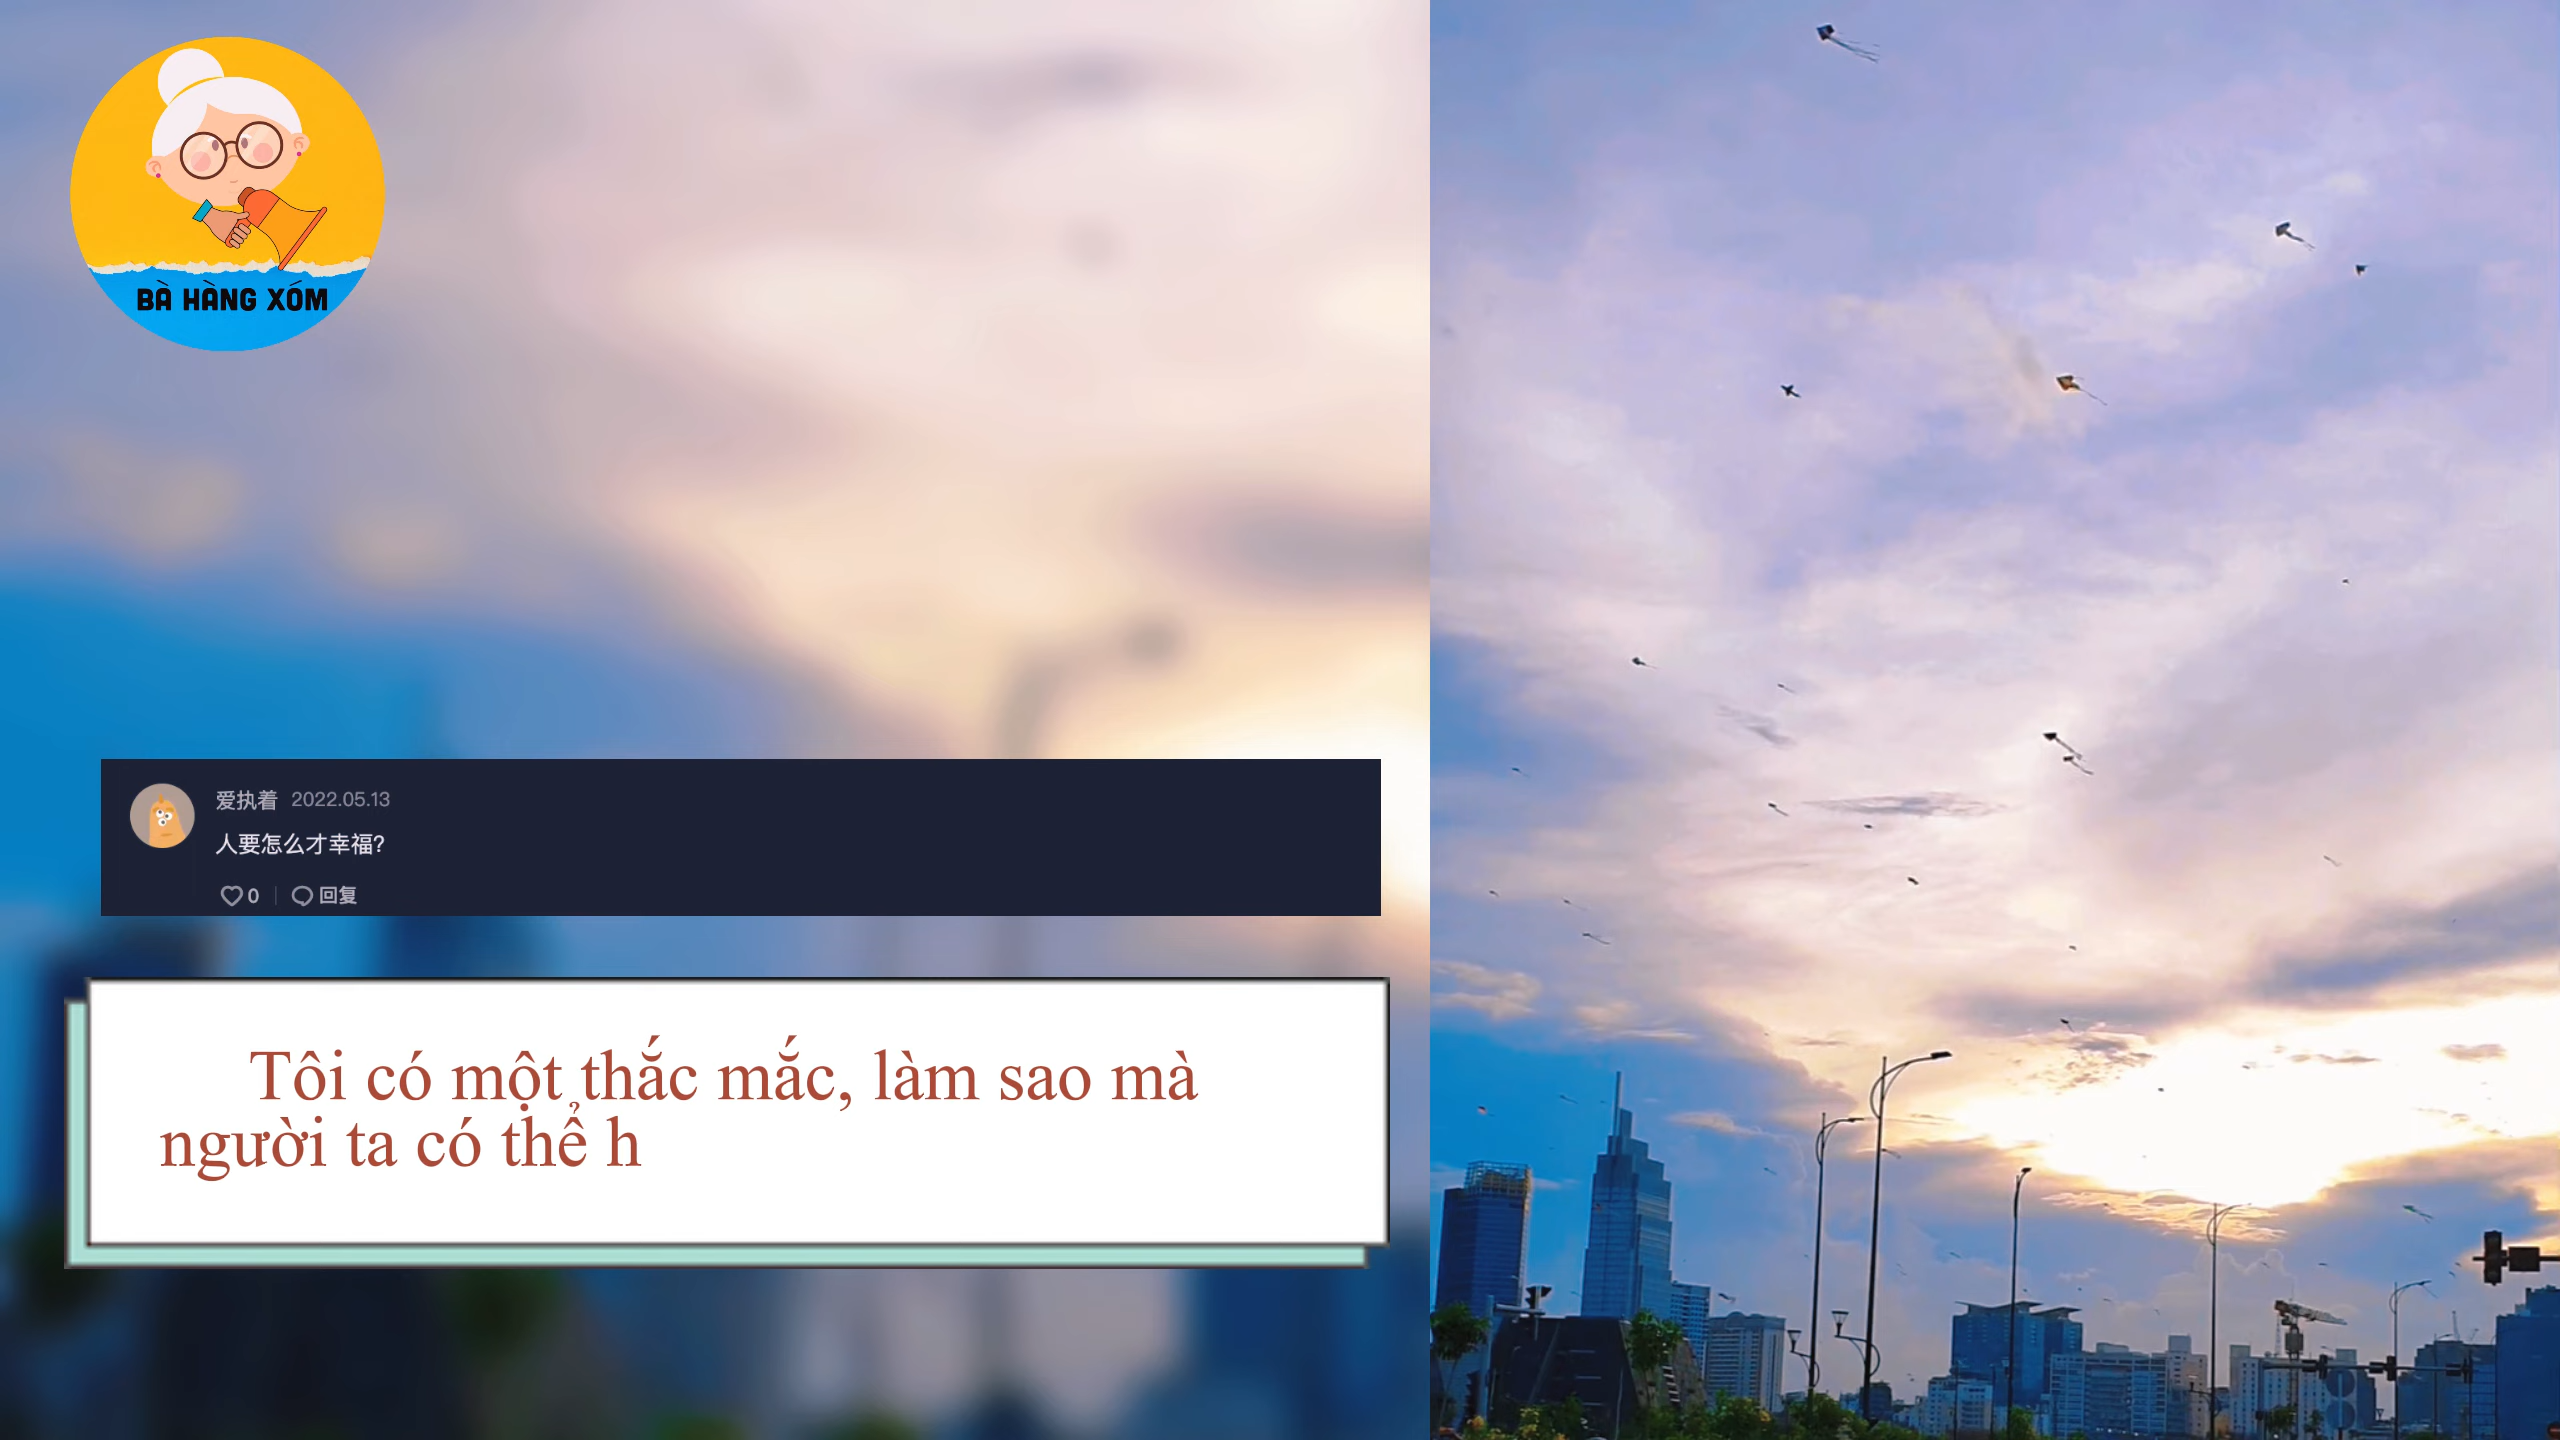 BÀ HÀNG XÓM
爱执着 2022.05.13
人要怎么才幸福?
0 回复
Tôi có một thắc mắc, làm sao mà
người ta có thể h